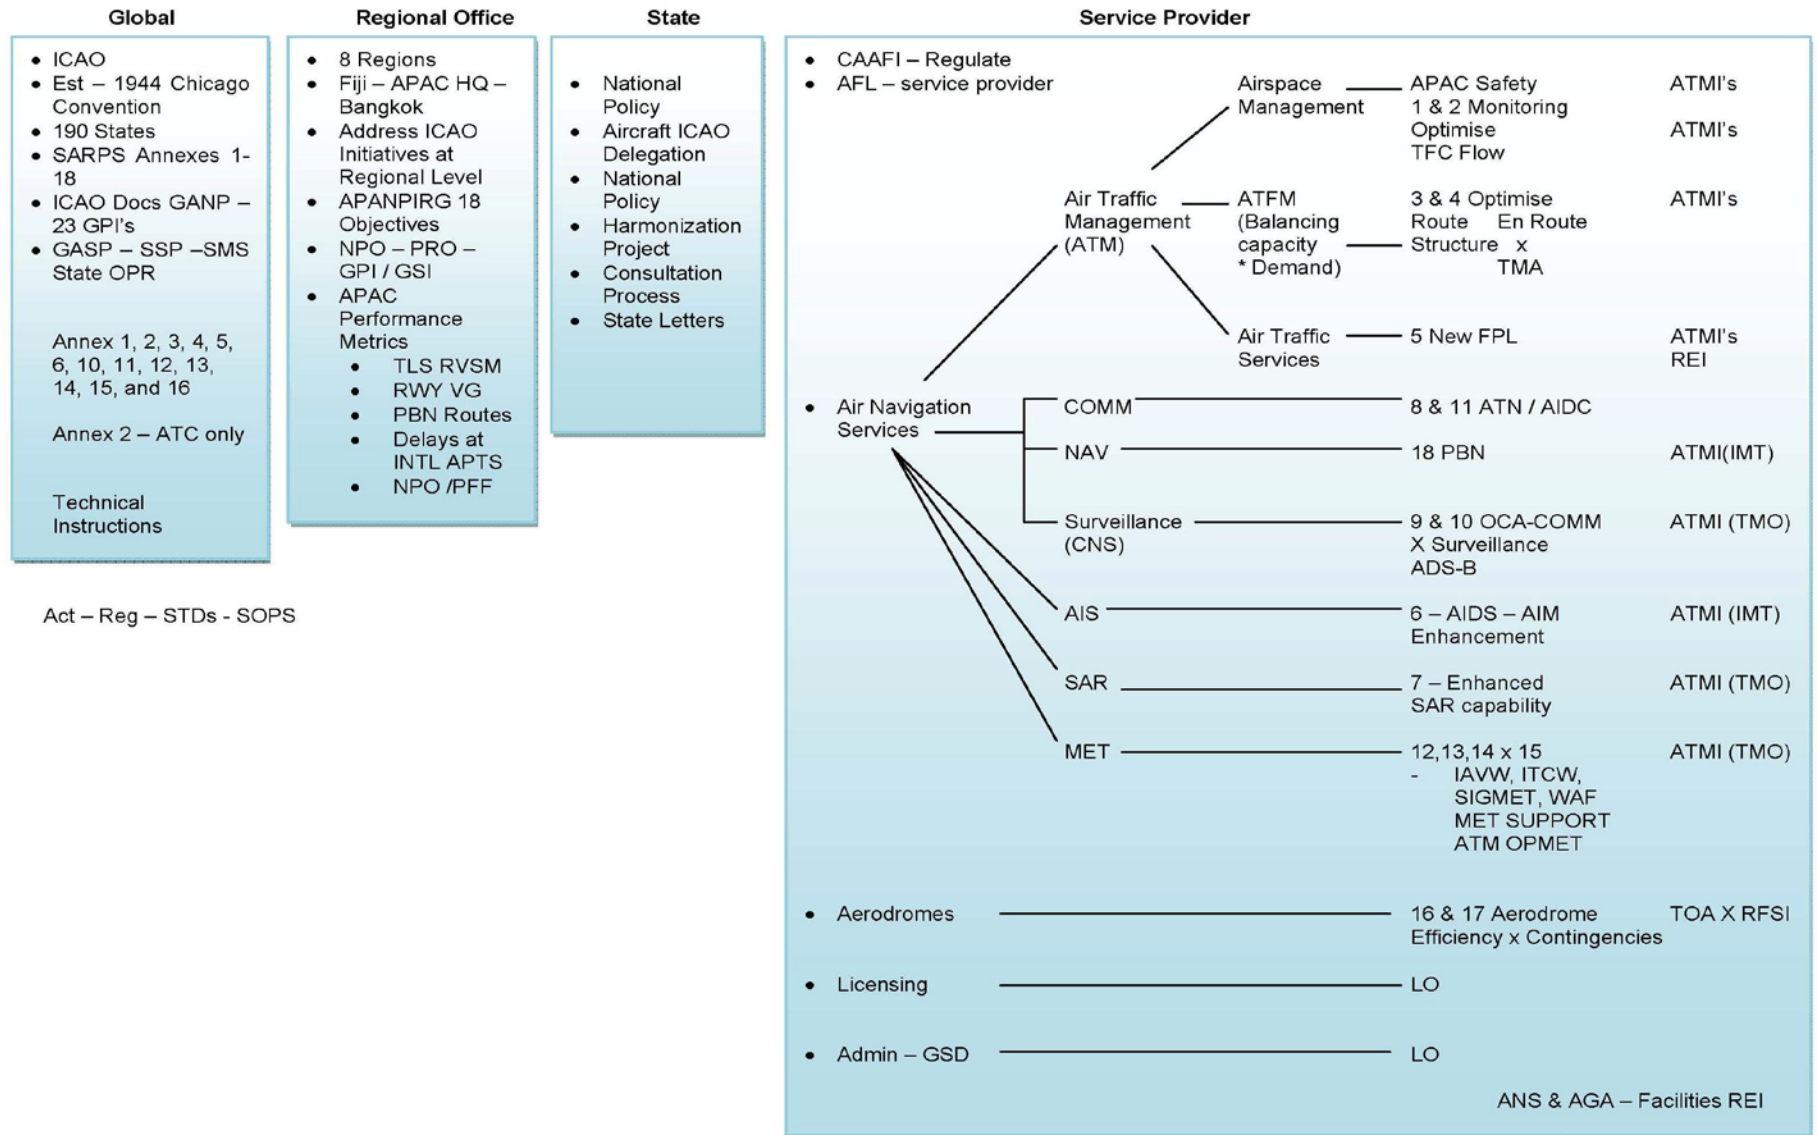 Global
• ICAO
• Est – 1944 Chicago
Convention
• 190 States
• SARPS Annexes 1-
18
• ICAO Docs GANP –
23 GPI's
• GASP – SSP –SMS
State OPR
Annex 1, 2, 3, 4, 5,
6, 10, 11, 12, 13,
14, 15, and 16
Annex 2 – ATC only
Technical
Instructions
Act – Reg – STDs - SOPS
Regional Office
• 8 Regions
• Fiji – APAC HQ –
Bangkok
• Address ICAO
Initiatives at
Regional Level
• APANPIRG 18
Objectives
• NPO – PRO –
GPI / GSI
• APAC
Performance
Metrics
• TLS RVSM
• RWY VG
• PBN Routes
• Delays at
INTL APTS
• NPO /PFF
State
• National
Policy
• Aircraft ICAO
Delegation
• National
Policy
• Harmonization
Project
• Consultation
Process
• State Letters
Service Provider
• CAAFI – Regulate
• AFL – service provider
• Air Navigation
Services
Air Traffic
Management
(ATM)
Airspace
Management
APAC Safety
1 & 2 Monitoring
Optimise
TFC Flow
ATMI's
ATMI's
ATFM
(Balancing
capacity
* Demand)
3 & 4 Optimise
Route En Route
Structure x
TMA
ATMI's
Air Traffic
Services
5 New FPL
ATMI's
REI
COMM
8 & 11 ATN / AIDC
NAV
18 PBN
ATMI(IMT)
Surveillance
(CNS)
9 & 10 OCA-COMM
X Surveillance
ADS-B
ATMI (TMO)
AIS
6 – AIDS – AIM
Enhancement
ATMI (IMT)
SAR
7 – Enhanced
SAR capability
ATMI (TMO)
MET
12,13,14 x 15
- IAVW, ITCW,
SIGMET, WAF
MET SUPPORT
ATM OPMET
ATMI (TMO)
• Aerodromes
16 & 17 Aerodrome
Efficiency x Contingencies
TOA X RFSI
• Licensing
LO
• Admin – GSD
LO
ANS & AGA – Facilities REI